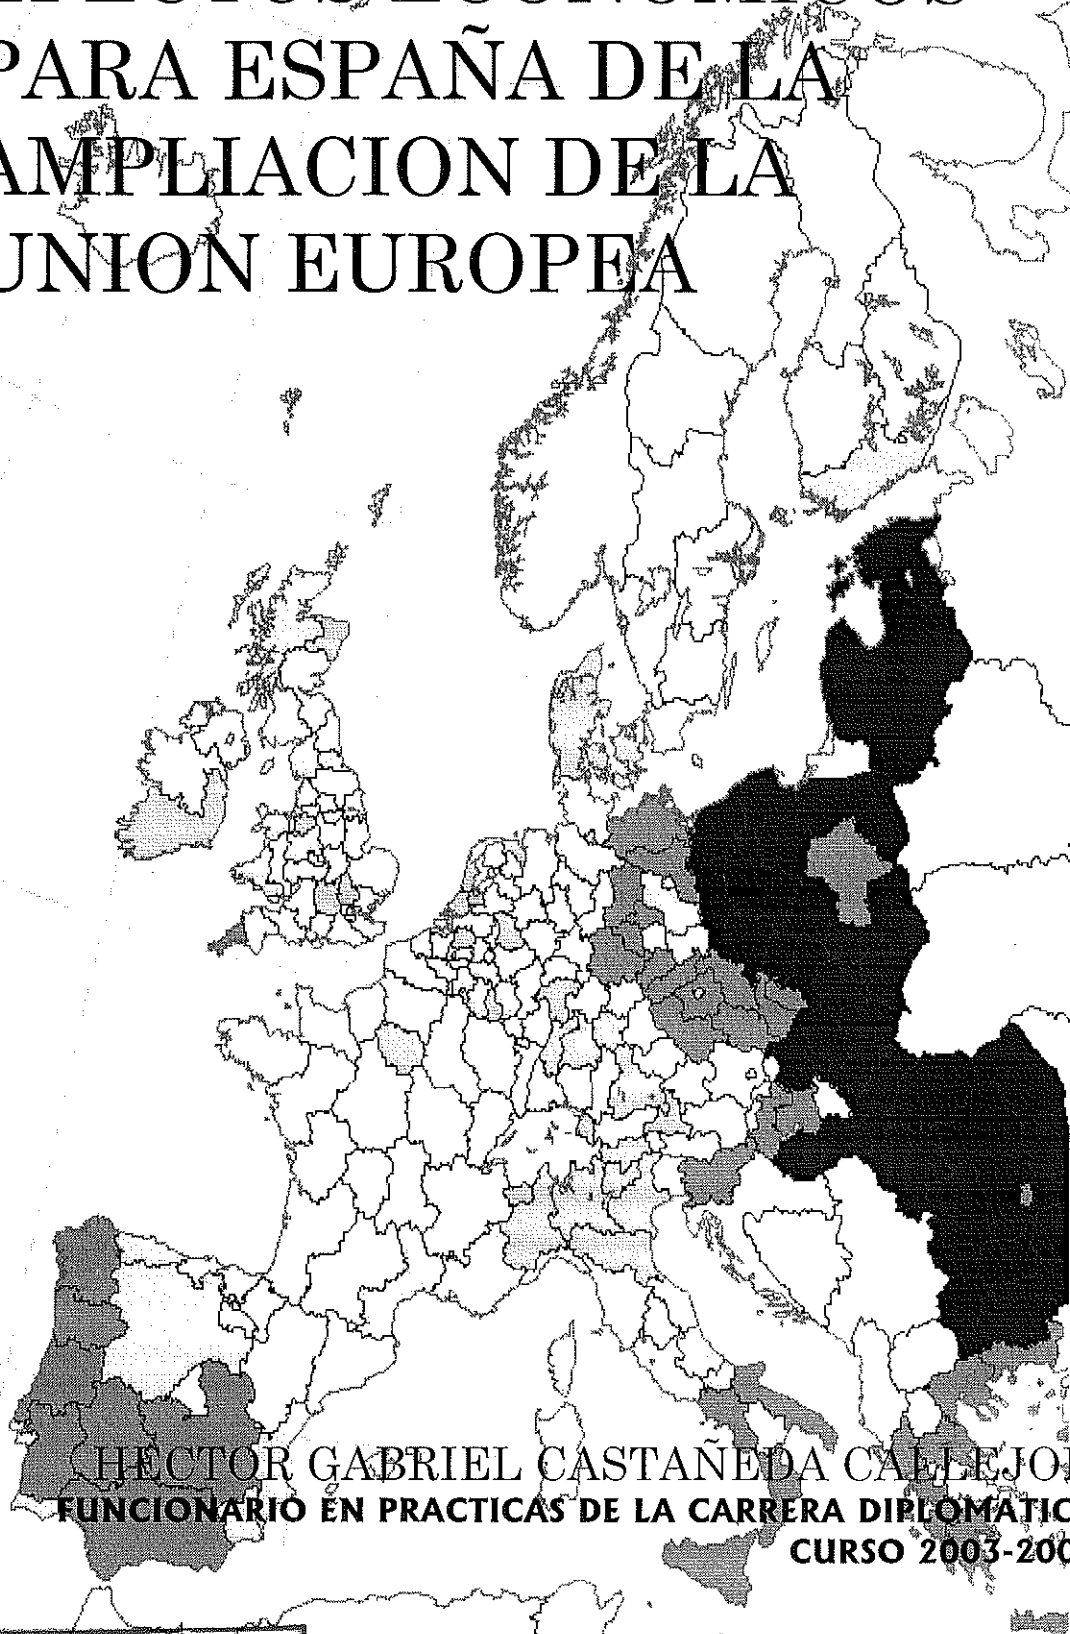 PARA ESPAÑA DE LA
AMPLIACION DE LA
UNION EUROPEA
HECTOR GABRIEL CASTAÑEDA
FUNCIONARIO EN PRACTICAS DE LA CARRERA DIPLOMATIC
CURSO 2003-200